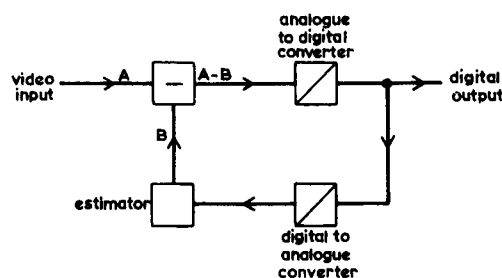 analogue
to digital
converter
video
input
A
−
A-B
digital
output
B
estimator
digital to
analogue
converter